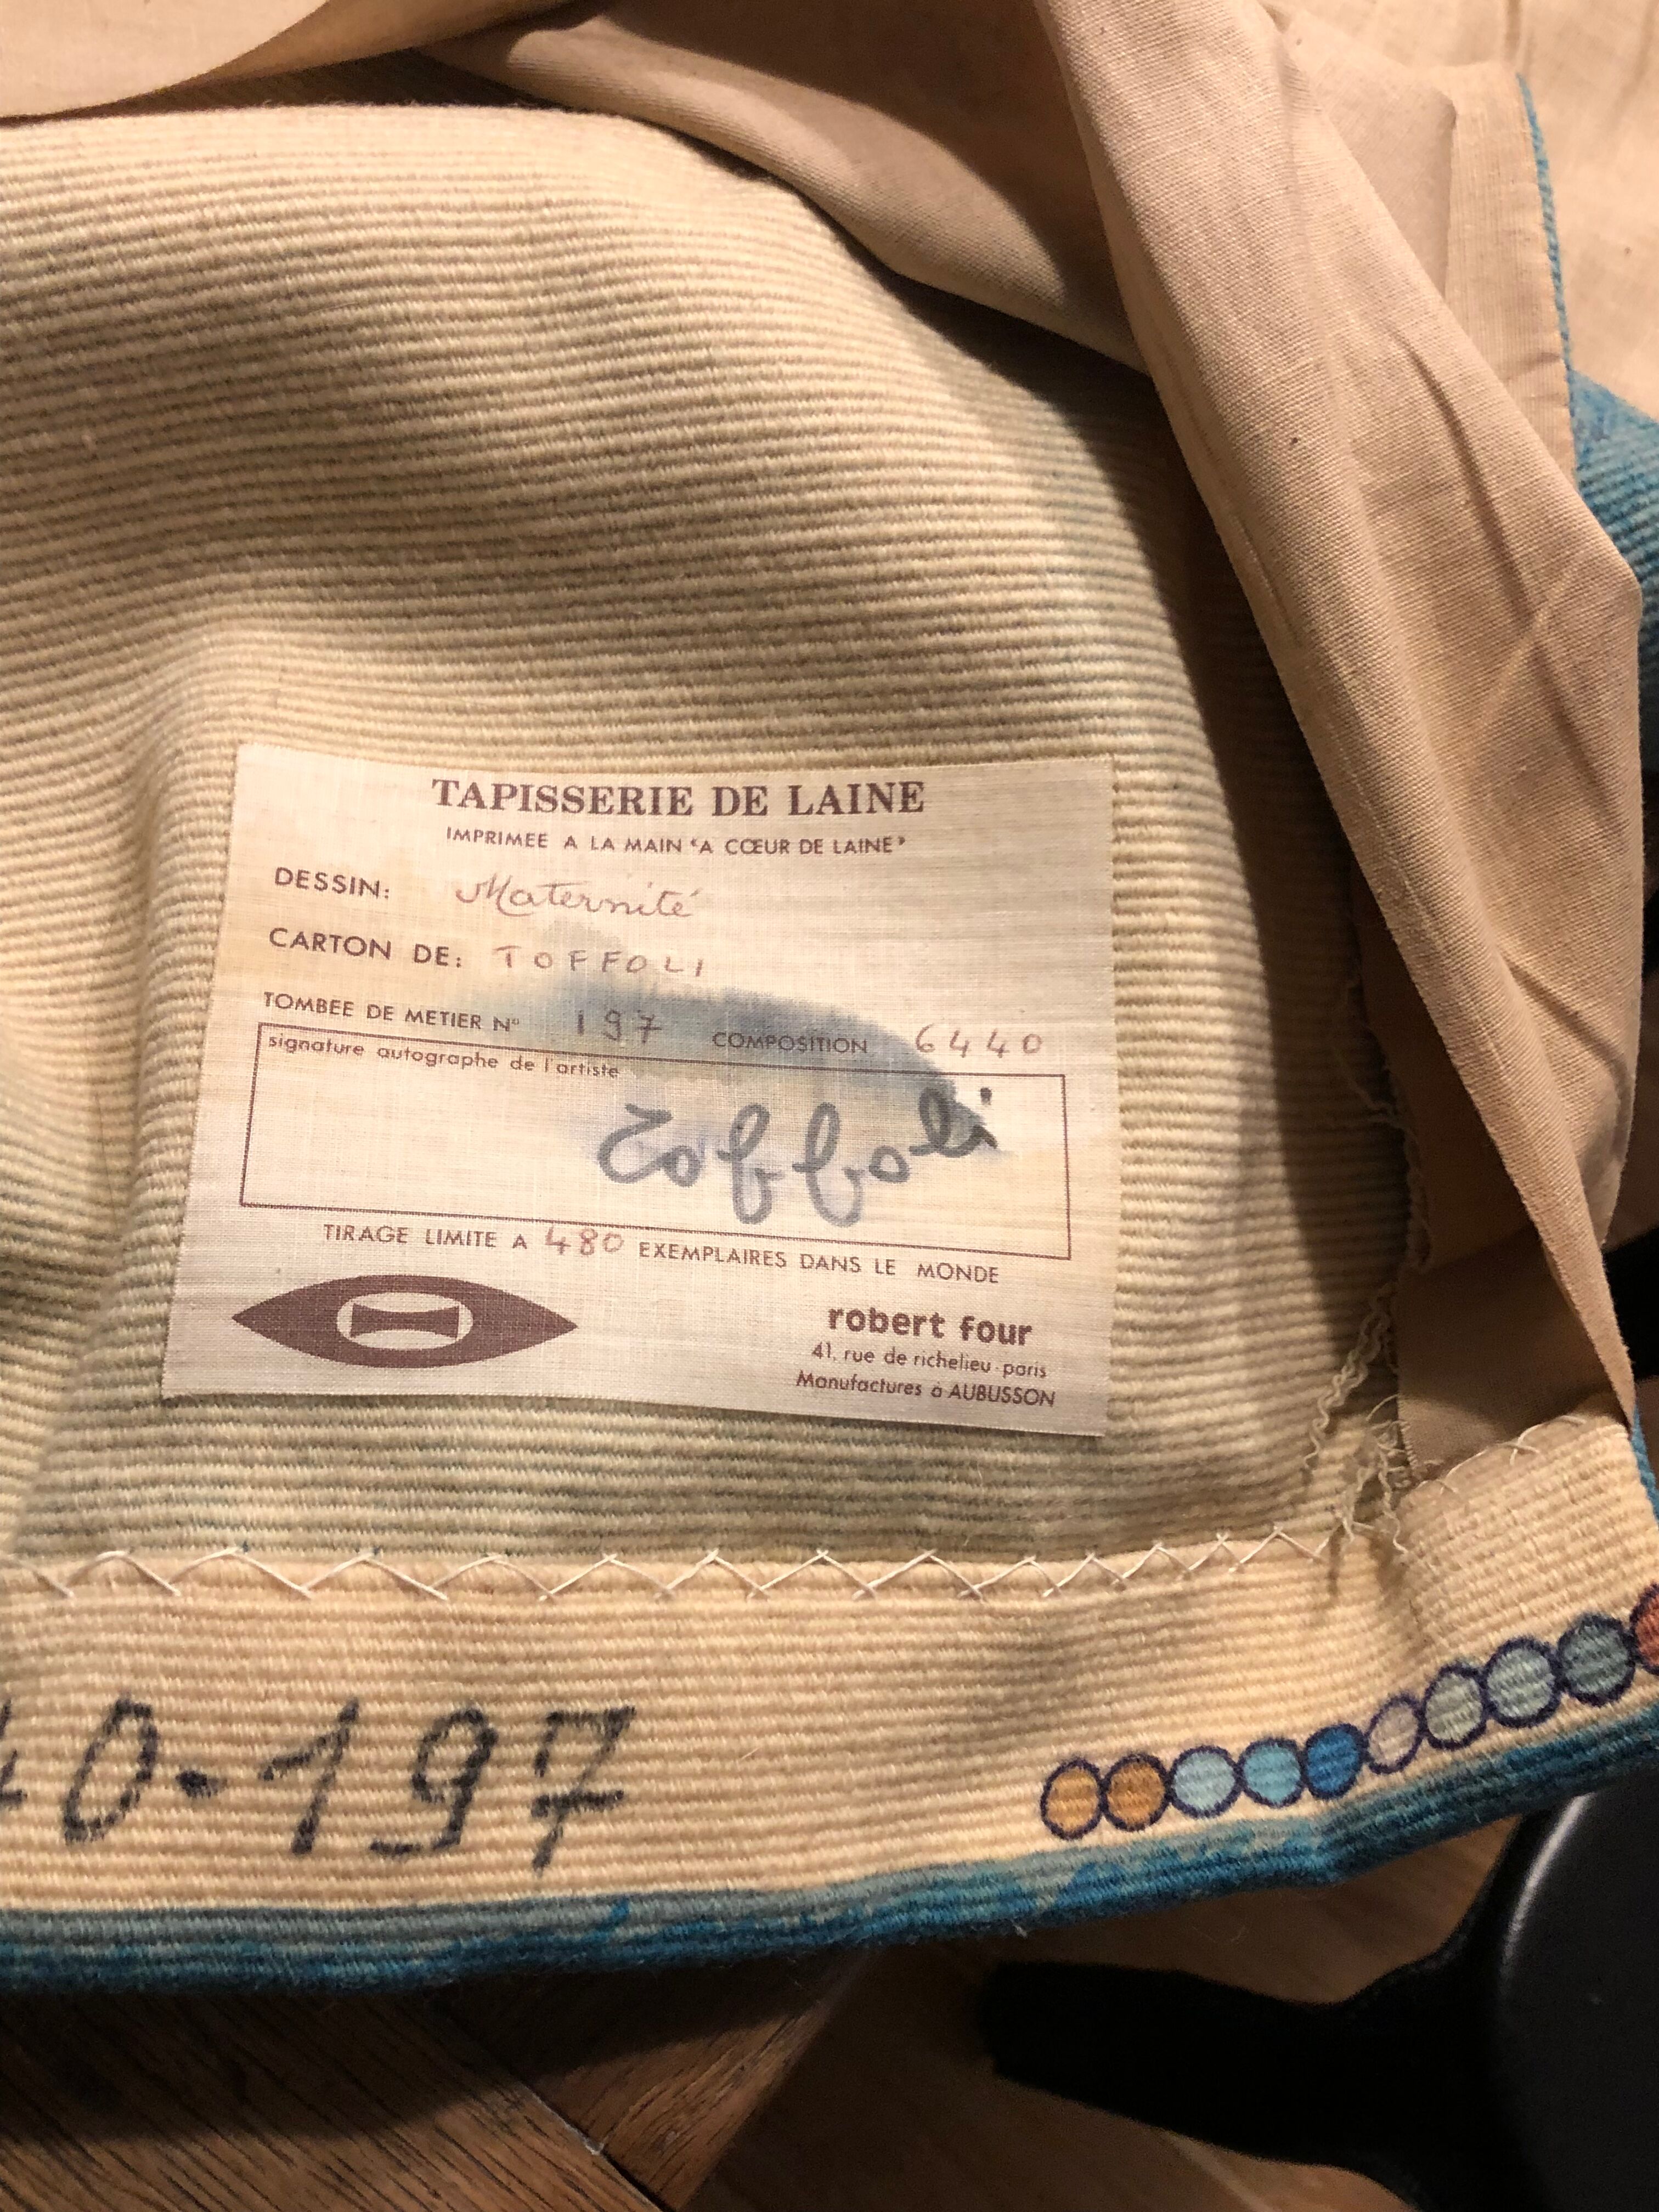 TAPISSERIE DE LAINE
IMPRIMEE A LA MAIN "A CŒUR DE LAINE"
DESSIN: Maternité
CARTON DE: TOFFOLI
TOMBEE DE METIER N° 197 COMPOSITION 6440
signature autographe de l'artiste
Toffoli
TIRAGE LIMITE A 480 EXEMPLAIRES DANS LE MONDE
robert four
41, rue de richelieu - paris
Manufactures à AUBUSSON
40-197